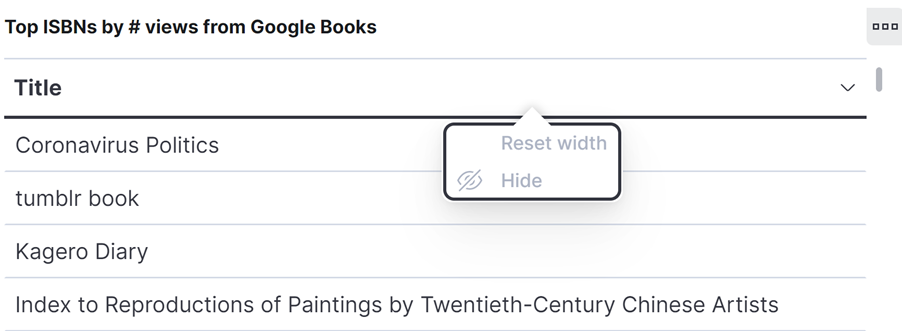 Top ISBNs by # views from Google Books
Title
Reset width
Hide
Coronavirus Politics
tumblr book
Kagero Diary
Index to Reproductions of Paintings by Twentieth-Century Chinese Artists